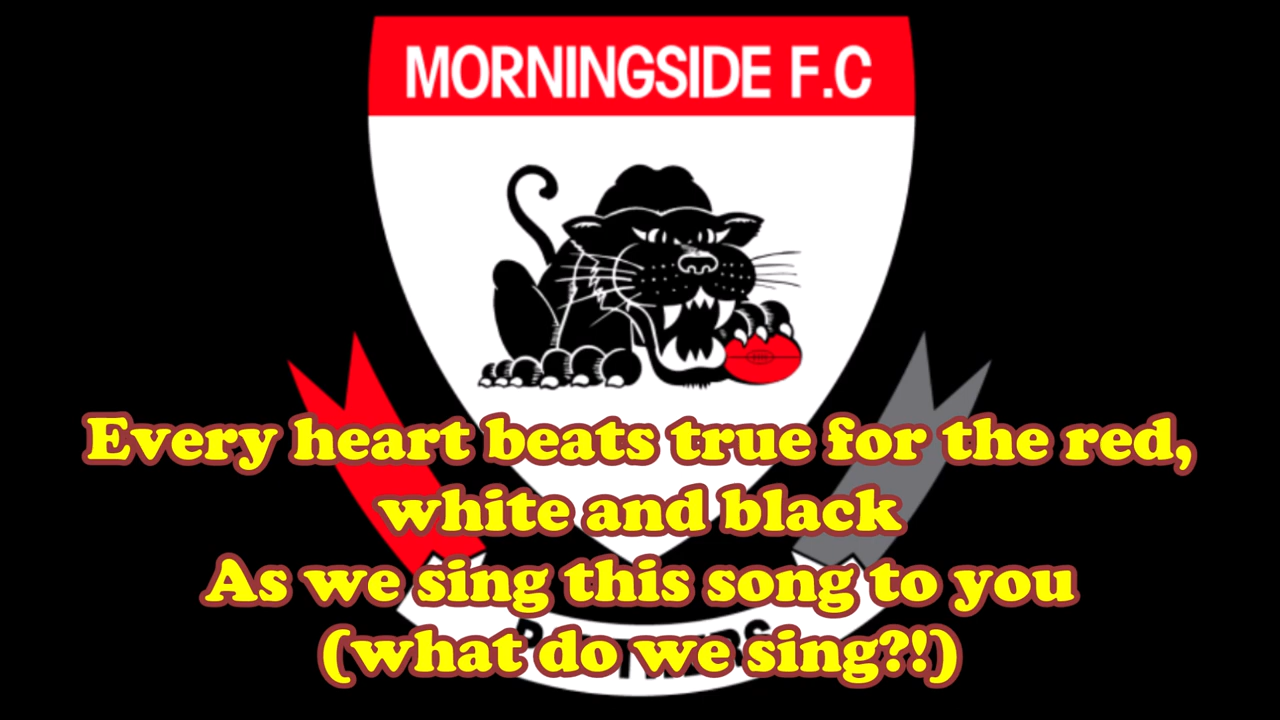 MORNINGSIDE F.C
Every heart beats true for the red,
white and black
As we sing this song to you
(what do we sing?!)